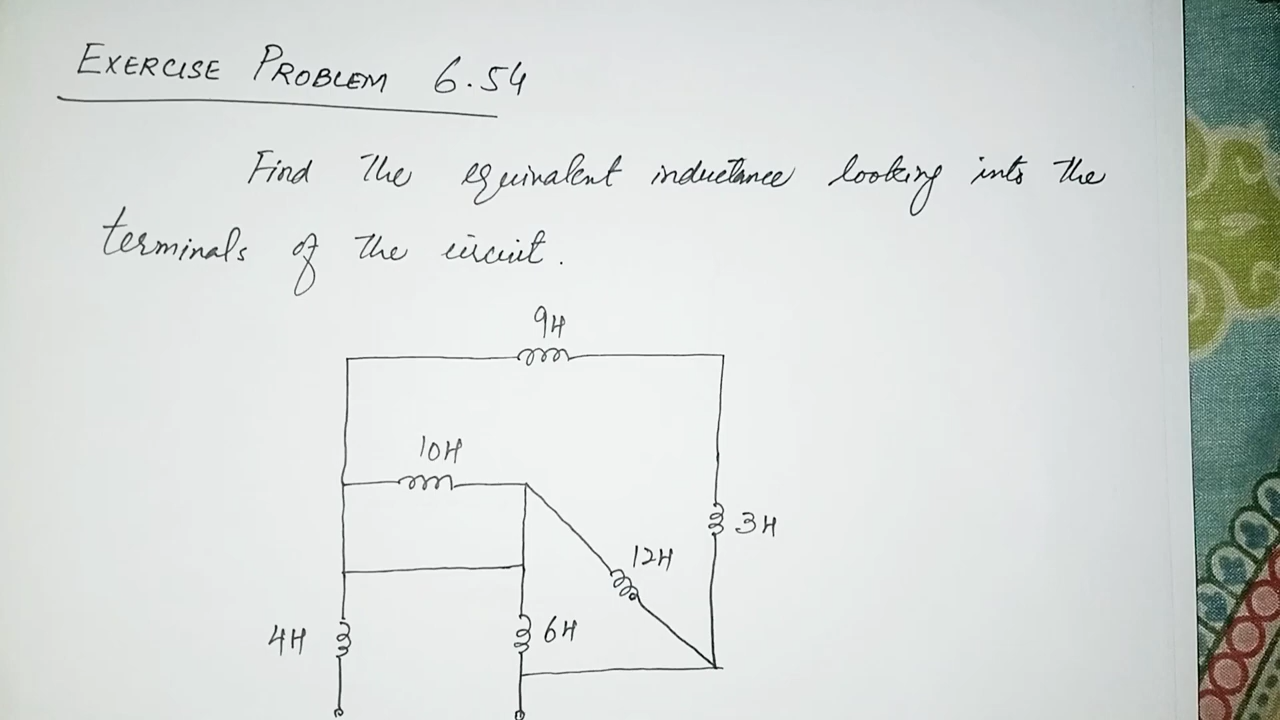 EXERCISE PROBLEM 6.54
Find the equivalent inductance looking into the
terminals of the circuit.
9H
10H
3H
12H
4H
6H